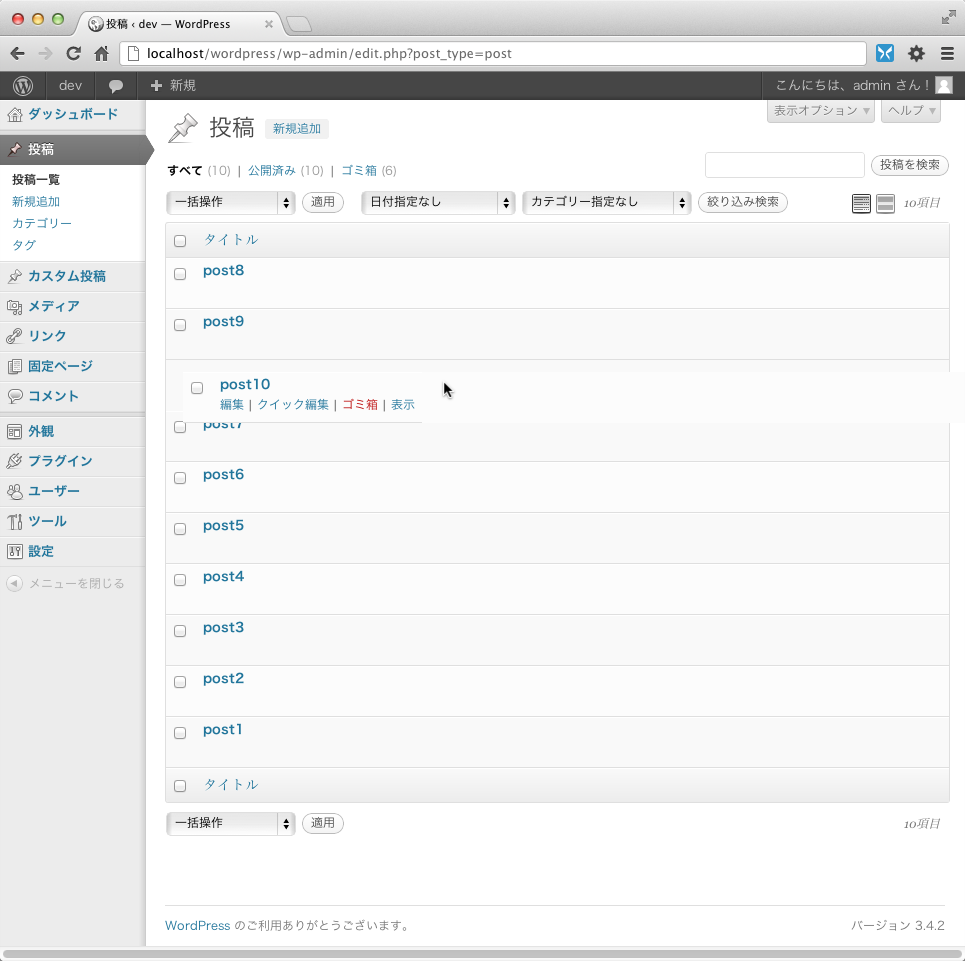 投稿 ‹ dev — WordPress
localhost/wordpress/wp-admin/edit.php?post_type=post
dev 新規 こんにちは、admin さん！
ダッシュボード
投稿
投稿一覧
新規追加
カテゴリー
タグ
カスタム投稿
メディア
リンク
固定ページ
コメント
外観
プラグイン
ユーザー
ツール
設定
メニューを閉じる
表示オプション ヘルプ
投稿 新規追加
すべて (10) | 公開済み (10) | ゴミ箱 (6)
投稿を検索
一括操作 適用 日付指定なし カテゴリー指定なし 絞り込み検索 10項目
タイトル
post8
post9
post10
編集 | クイック編集 | ゴミ箱 | 表示
post7
post6
post5
post4
post3
post2
post1
タイトル
一括操作 適用 10項目
WordPress のご利用ありがとうございます。 バージョン 3.4.2